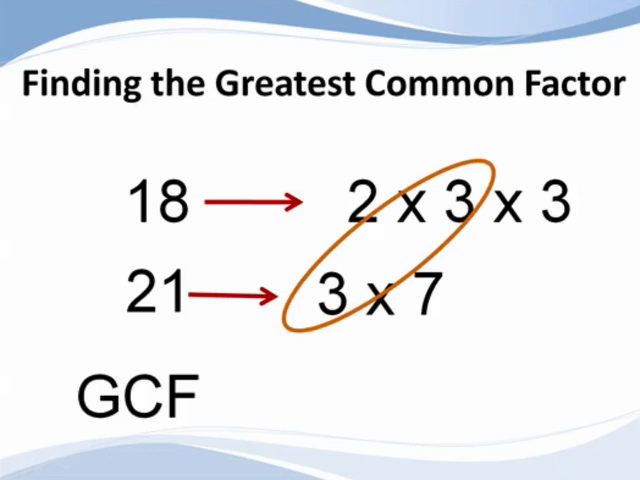 Finding the Greatest Common Factor
18 → 2 x 3 x 3
21 → 3 x 7
GCF